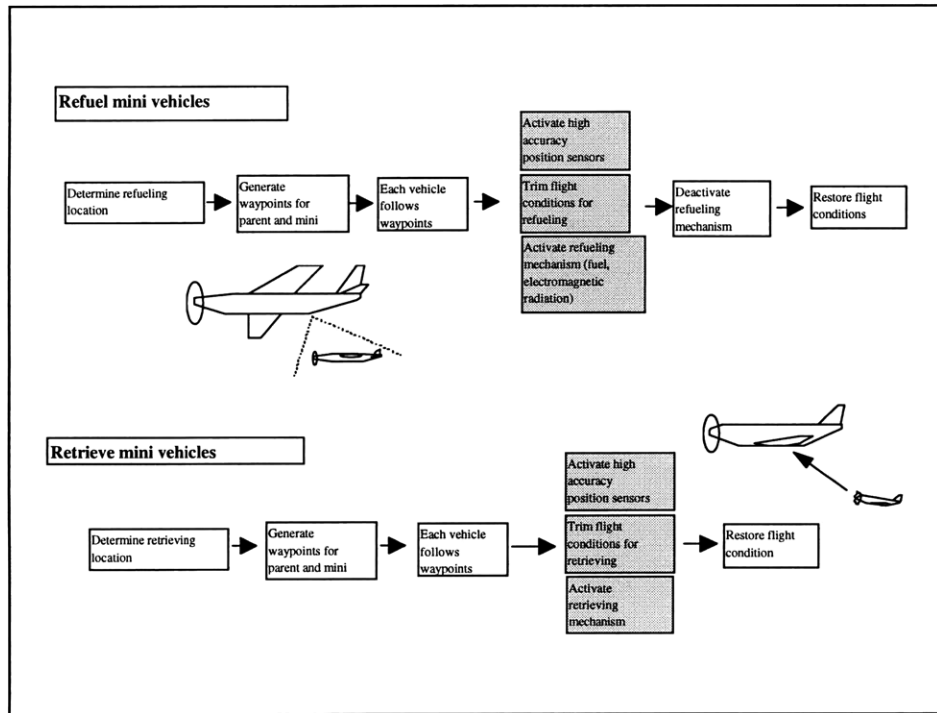 Refuel mini vehicles
Determine refueling
location
Generate
waypoints for
parent and mini
Each vehicle
follows
waypoints
Activate high
accuracy
position sensors
Trim flight
conditions for
refueling
Activate refueling
mechanism (fuel,
electromagnetic
radiation)
Deactivate
refueling
mechanism
Restore flight
conditions
Retrieve mini vehicles
Determine retrieving
location
Generate
waypoints for
parent and mini
Each vehicle
follows
waypoints
Activate high
accuracy
position sensors
Trim flight
conditions for
retrieving
Activate
retrieving
mechanism
Restore flight
condition